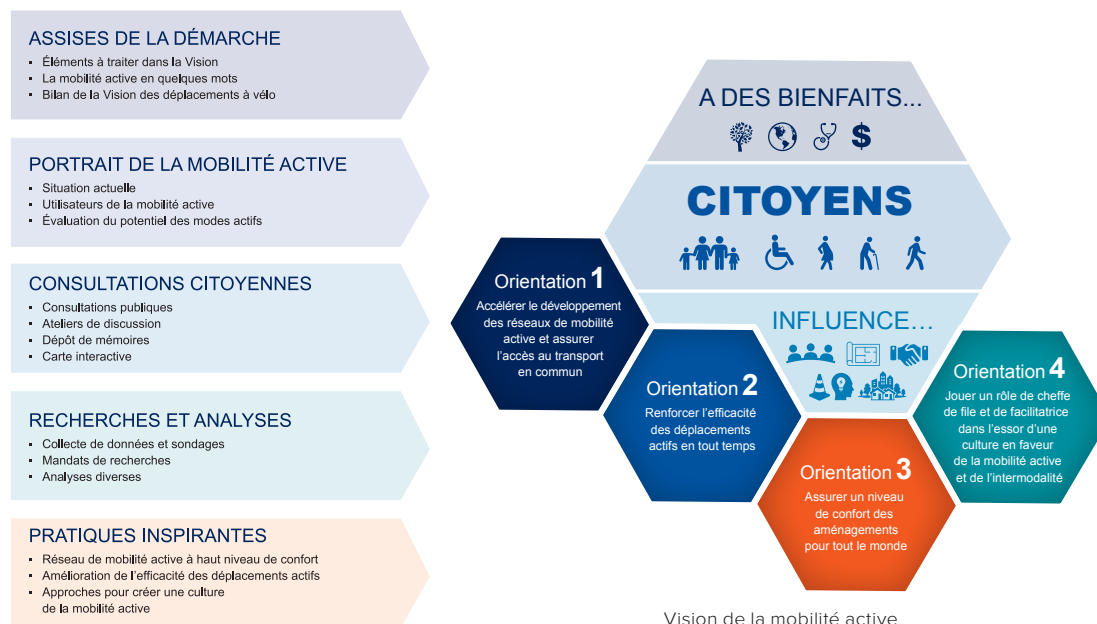 ASSISES DE LA DÉMARCHE
▪ Éléments à traiter dans la Vision
▪ La mobilité active en quelques mots
▪ Bilan de la Vision des déplacements à vélo
PORTRAIT DE LA MOBILITÉ ACTIVE
▪ Situation actuelle
▪ Utilisateurs de la mobilité active
▪ Évaluation du potentiel des modes actifs
CONSULTATIONS CITOYENNES
▪ Consultations publiques
▪ Ateliers de discussion
▪ Dépôt de mémoires
▪ Carte interactive
RECHERCHES ET ANALYSES
▪ Collecte de données et sondages
▪ Mandats de recherches
▪ Analyses diverses
PRATIQUES INSPIRANTES
▪ Réseau de mobilité active à haut niveau de confort
▪ Amélioration de l'efficacité des déplacements actifs
▪ Approches pour créer une culture
de la mobilité active
A DES BIENFAITS...
$
CITOYENS
INFLUENCE...
Orientation 1
Accélérer le développement
des réseaux de mobilité
active et assurer
l'accès au transport
en commun
Orientation 2
Renforcer l'efficacité
des déplacements
actifs en tout temps
Orientation 3
Assurer un niveau
de confort des
aménagements
pour tout le monde
Orientation 4
Jouer un rôle de cheffe
de file et de facilitatrice
dans l'essor d'une
culture en faveur
de la mobilité active
et de l'intermodalité
Vision de la mobilité active